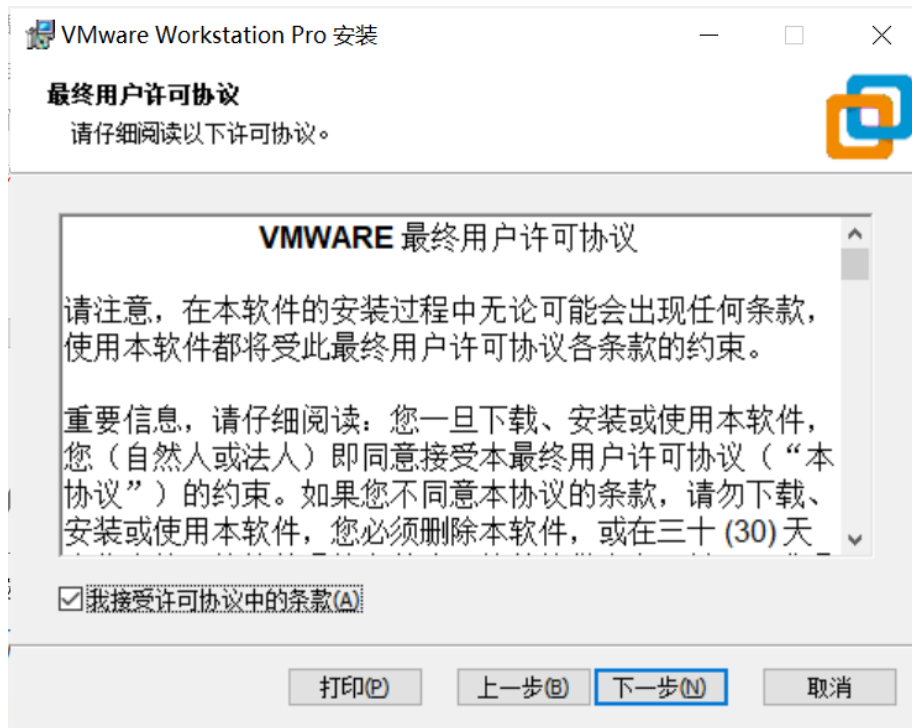 VMware Workstation Pro 安装
最终用户许可协议
请仔细阅读以下许可协议。
VMWARE 最终用户许可协议
请注意，在本软件的安装过程中无论可能会出现任何条款，
使用本软件都将受此最终用户许可协议各条款的约束。
重要信息，请仔细阅读：您一旦下载、安装或使用本软件，
您（自然人或法人）即同意接受本最终用户许可协议（“本
协议”）的约束。如果您不同意本协议的条款，请勿下载、
安装或使用本软件，您必须删除本软件，或在三十 (30) 天
我接受许可协议中的条款(A)
打印(P) 上一步(B) 下一步(N) 取消